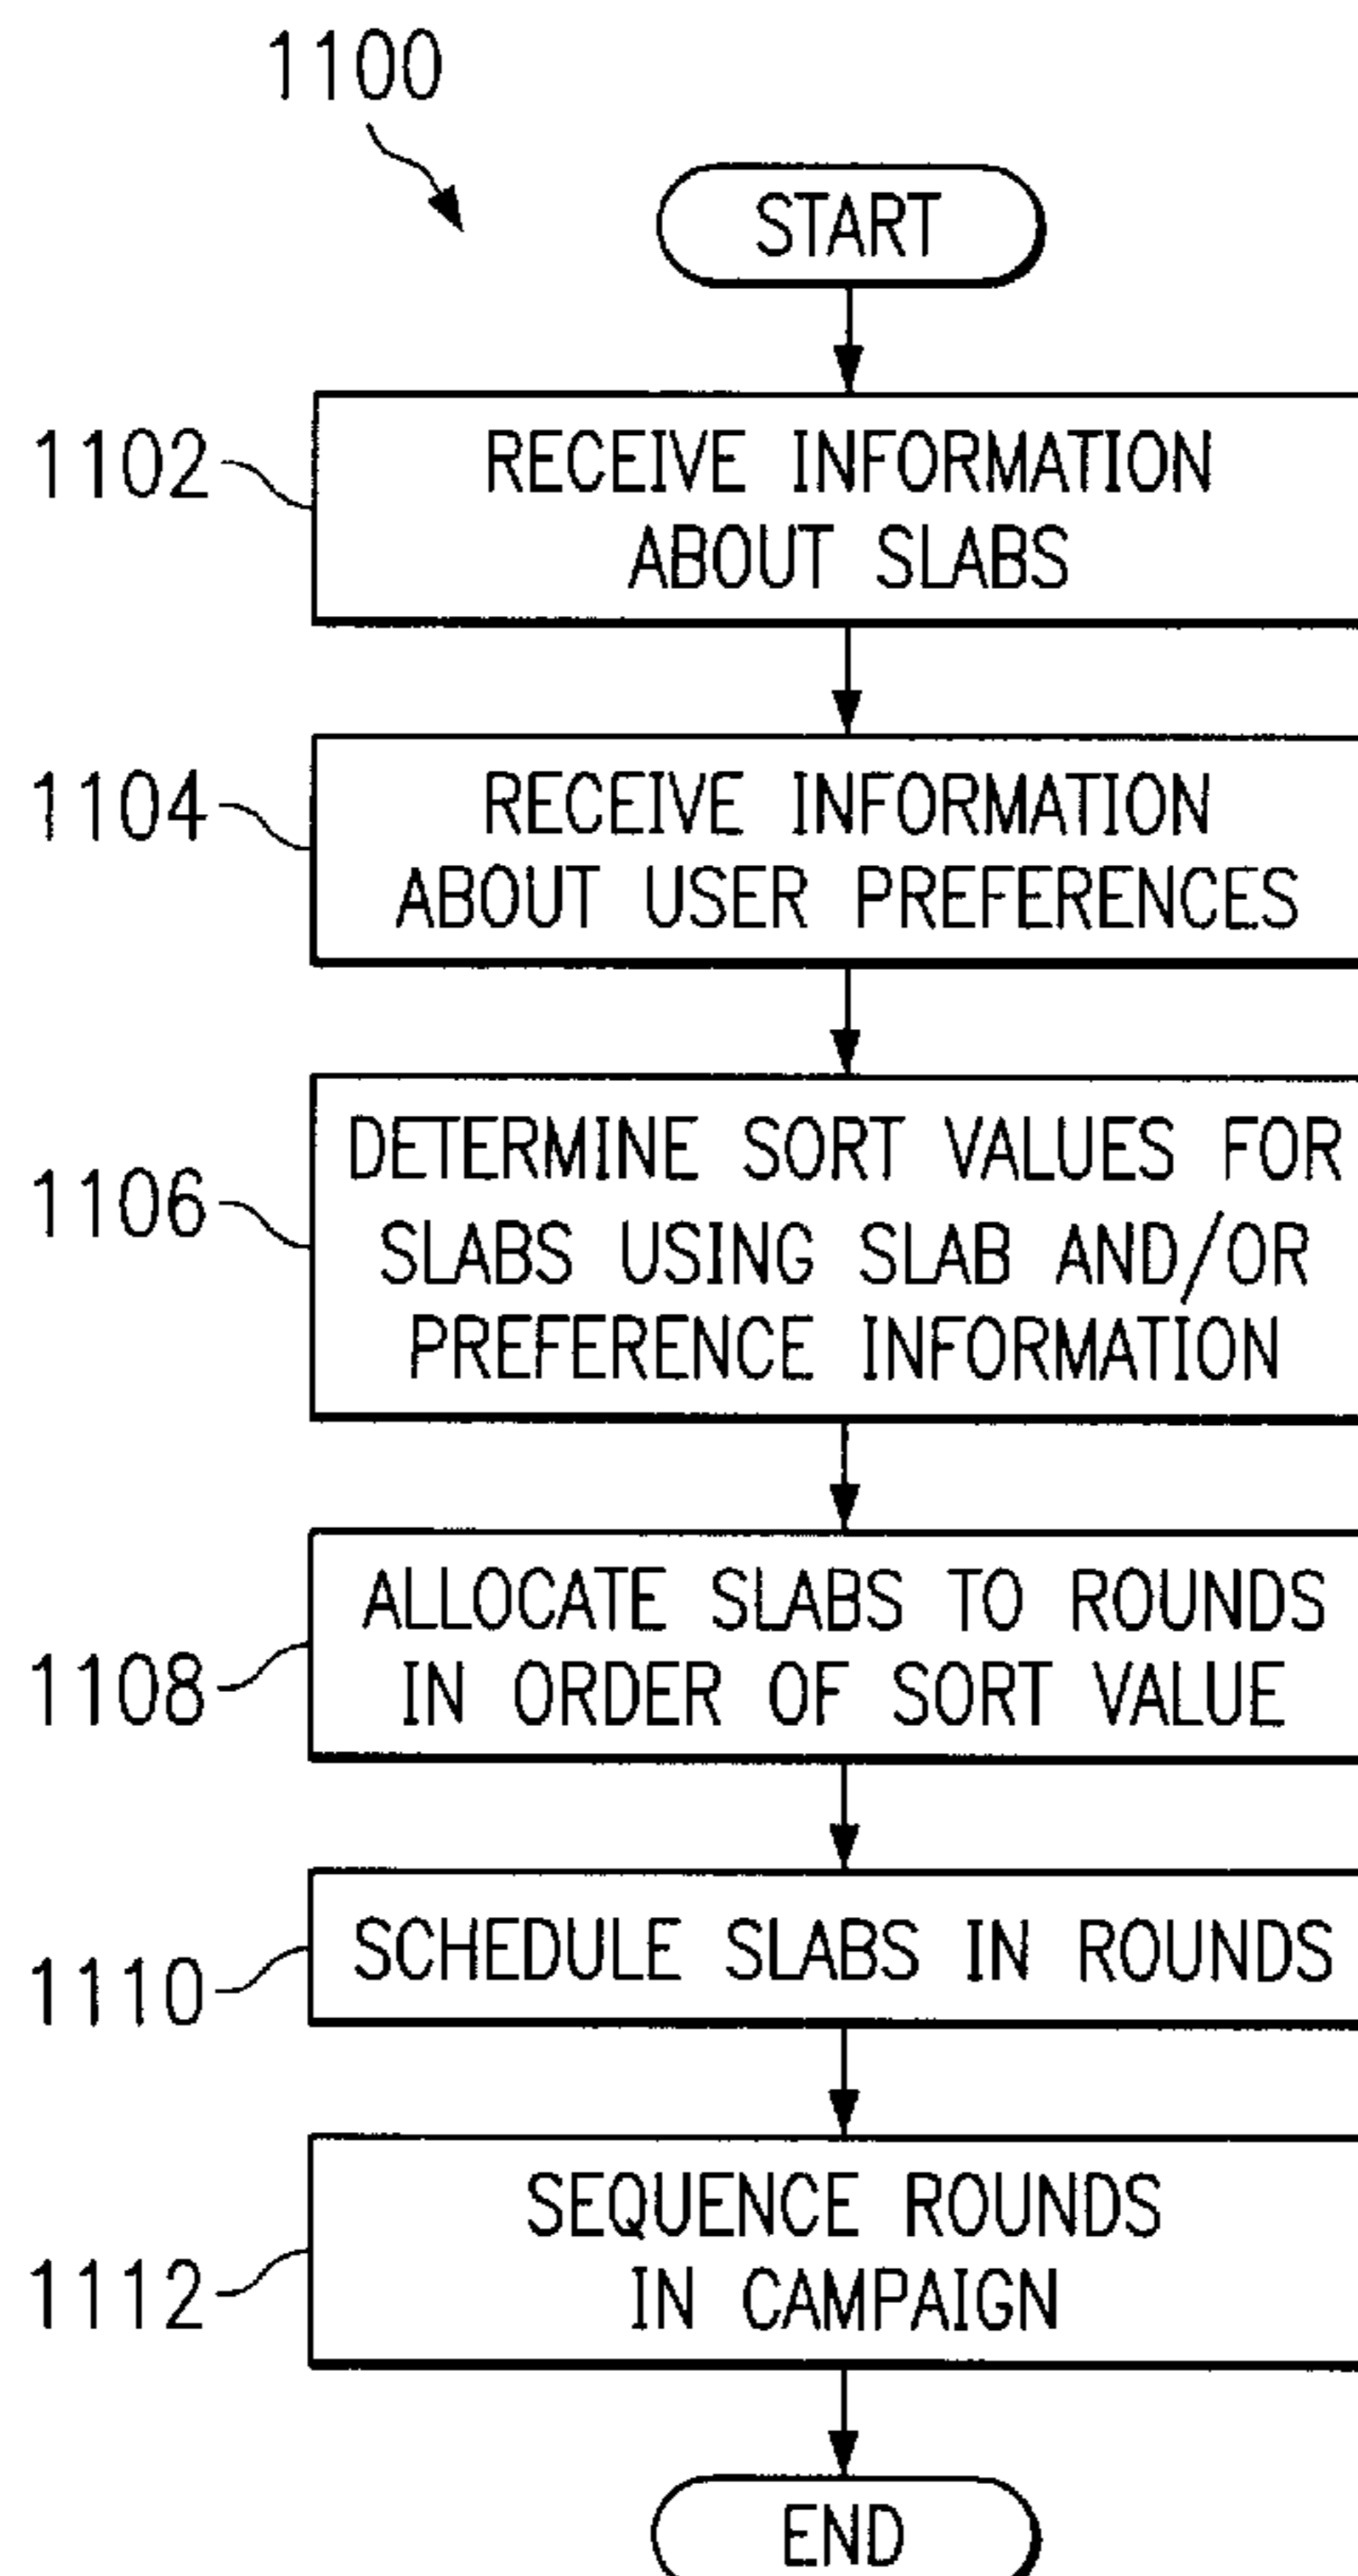 1100
START
1102
RECEIVE INFORMATION
ABOUT SLABS
1104
RECEIVE INFORMATION
ABOUT USER PREFERENCES
1106
DETERMINE SORT VALUES FOR
SLABS USING SLAB AND/OR
PREFERENCE INFORMATION
1108
ALLOCATE SLABS TO ROUNDS
IN ORDER OF SORT VALUE
1110
SCHEDULE SLABS IN ROUNDS
1112
SEQUENCE ROUNDS
IN CAMPAIGN
END